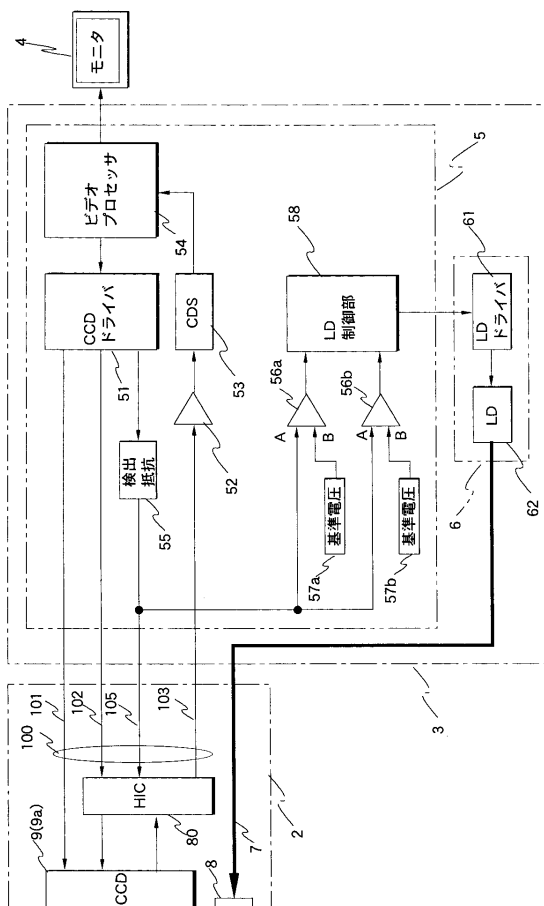 4
モニタ
ビデオ
プロセッサ
54
5
CCD
ドライバ
51
CDS
53
52
58
LD
制御部
61
LD
ドライバ
56a
56b
A
B
A
B
検出
抵抗
55
基準電圧
57a
基準電圧
57b
LD
62
6
101
102
105
103
100
3
HIC
80
2
9(9a)
CCD
8
7